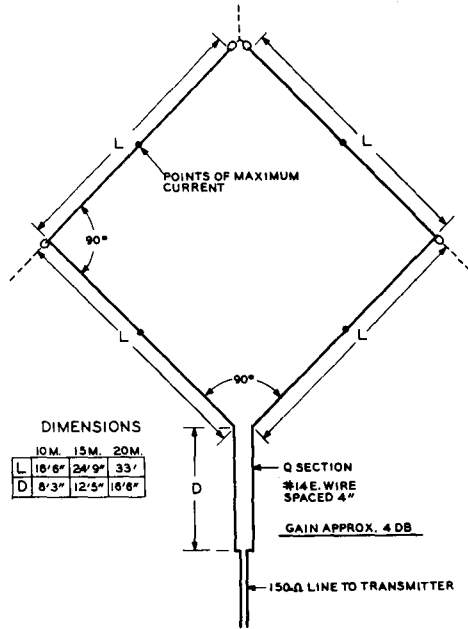 L
L
POINTS OF MAXIMUM
CURRENT
90°
L
L
90°
DIMENSIONS
10M. 15M. 20M.
L 16'6" 24'9" 33'
D 8'3" 12'5" 16'6"
D
Q SECTION
#14E. WIRE
SPACED 4"
GAIN APPROX. 4 DB
150-Ω LINE TO TRANSMITTER